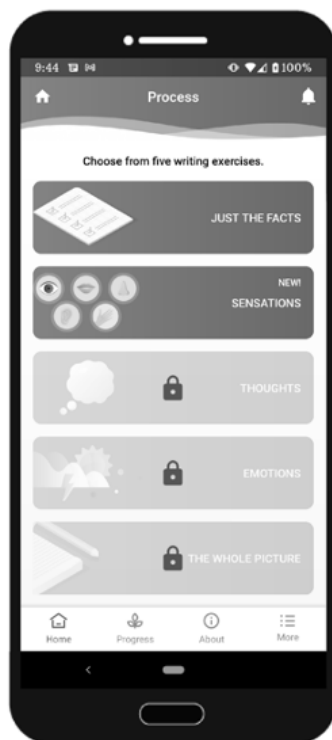 9:44 100%
Process
Choose from five writing exercises.
JUST THE FACTS
NEW!
SENSATIONS
THOUGHTS
EMOTIONS
THE WHOLE PICTURE
Home Progress About More